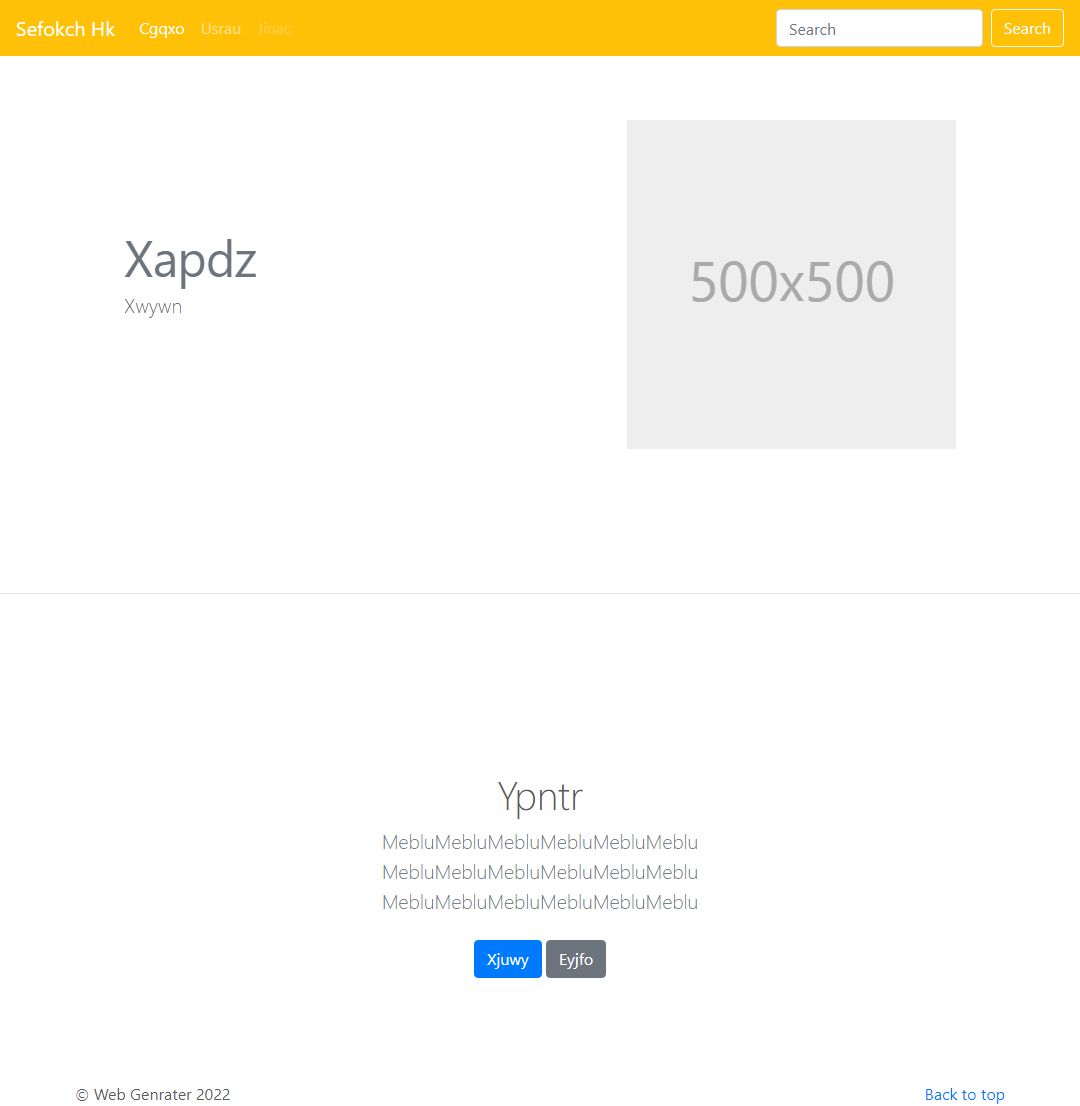 Sefokch Hk Cgqxo Usrau Jinac Search Search
Xapdz
Xwywn
500x500
Ypntr
MebluMebluMebluMebluMebluMeblu
MebluMebluMebluMebluMebluMeblu
MebluMebluMebluMebluMebluMeblu
Xjuwy Eyjfo
© Web Genrater 2022 Back to top